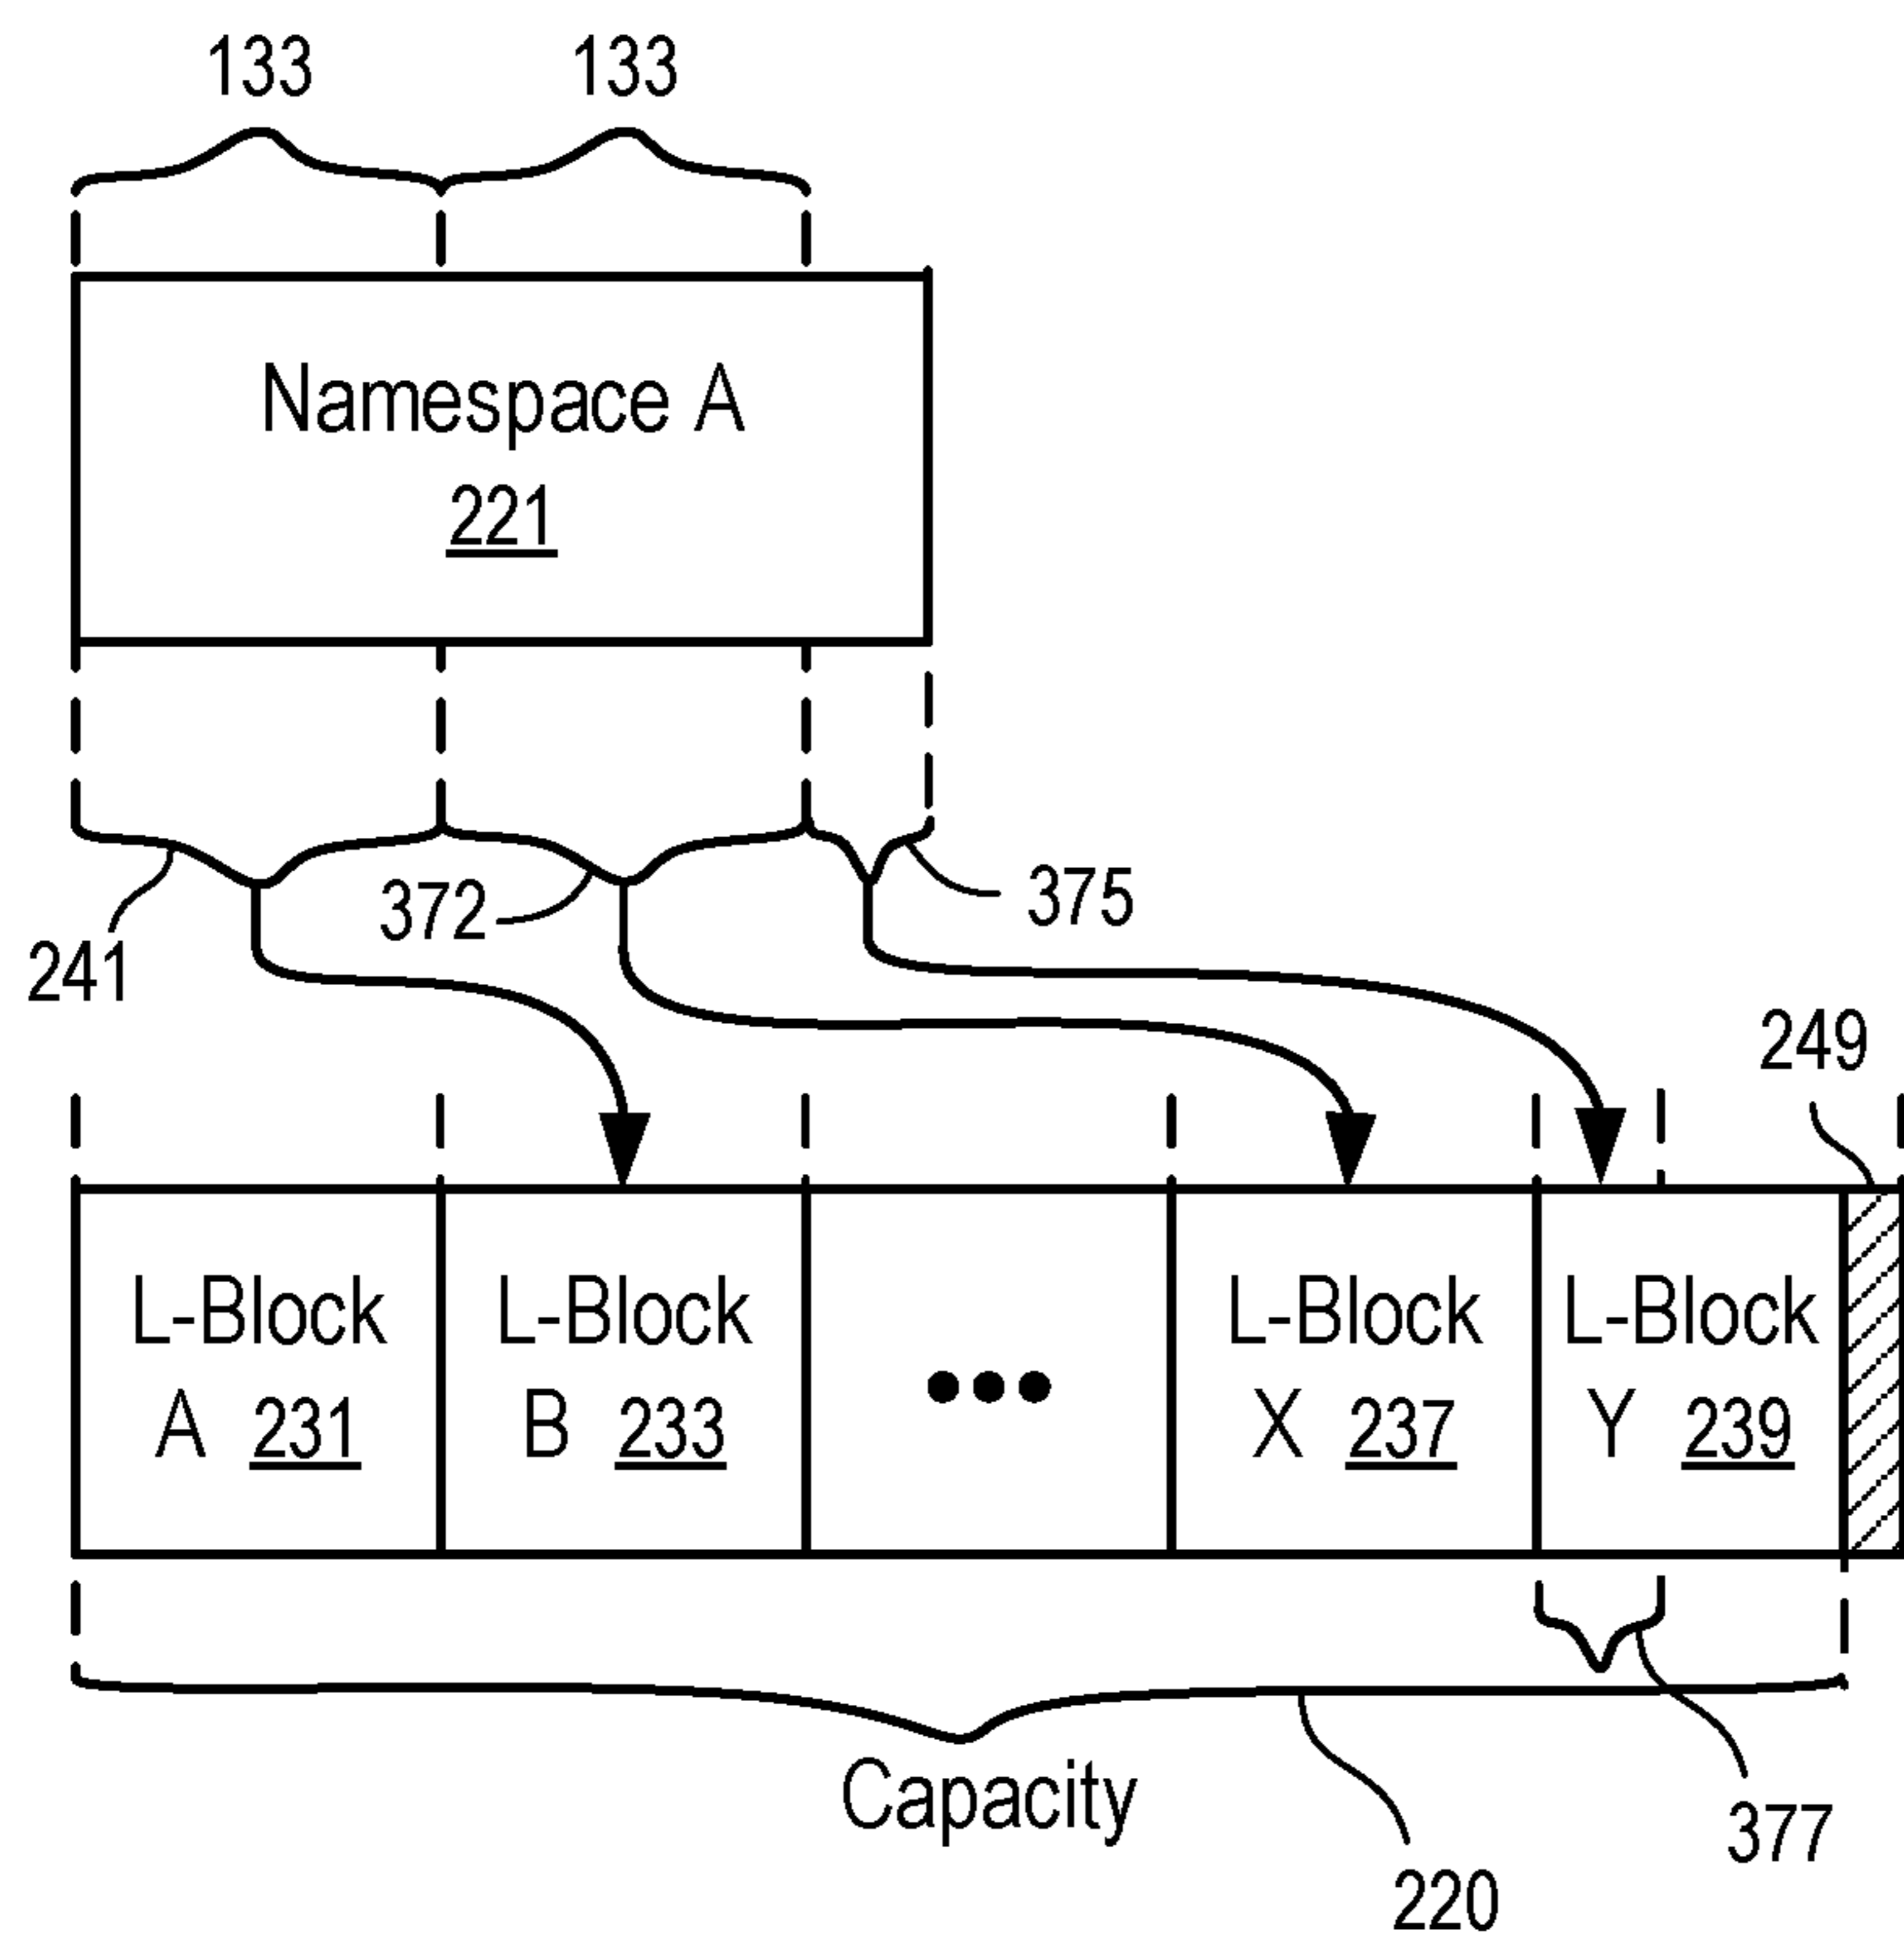 133 133
Namespace A
221
241
372
375
249
L-Block
A 231
L-Block
B 233
●●●
L-Block
X 237
L-Block
Y 239
Capacity
377
220